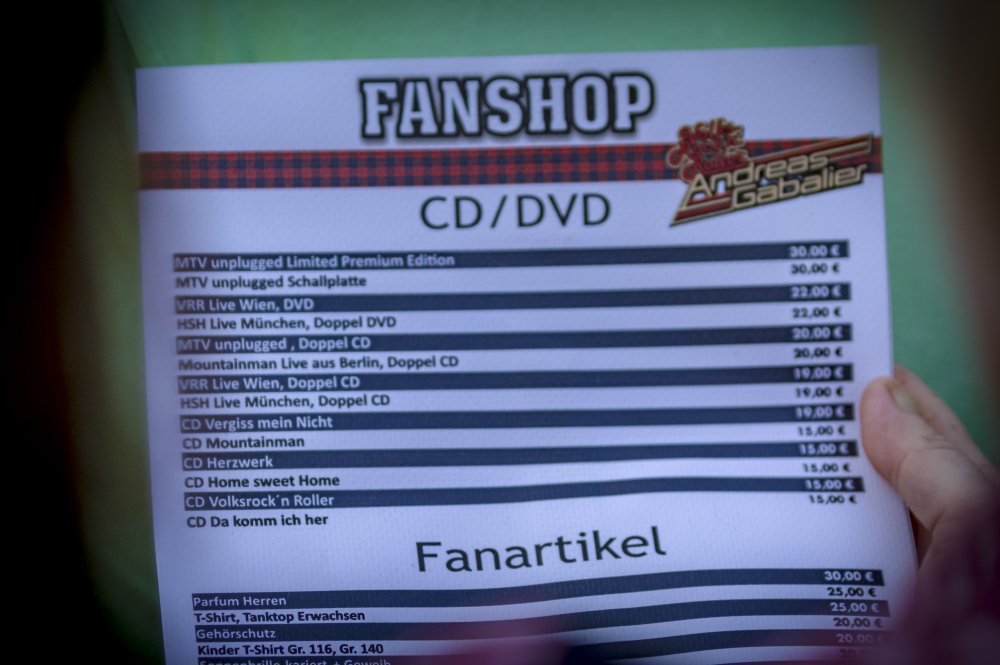 FANSHOP
Andreas
Gabalier
CD/DVD
MTV unplugged Limited Premium Edition 30,00 €
MTV unplugged Schallplatte 30,00 €
VRR Live Wien, DVD 22,00 €
HSH Live München, Doppel DVD 22,00 €
MTV unplugged , Doppel CD 20,00 €
Mountainman Live aus Berlin, Doppel CD 20,00 €
VRR Live Wien, Doppel CD 19,00 €
HSH Live München, Doppel CD 19,00 €
CD Vergiss mein Nicht 19,00 €
CD Mountainman 15,00 €
CD Herzwerk 15,00 €
CD Home sweet Home 15,00 €
CD Volksrock´n Roller 15,00 €
CD Da komm ich her 15,00 €
Fanartikel
Parfum Herren 30,00 €
T-Shirt, Tanktop Erwachsen 25,00 €
Gehörschutz 25,00 €
Kinder T-Shirt Gr. 116, Gr. 140 20,00 €
Sonnenbrille kariert + Geweih 20,00 €